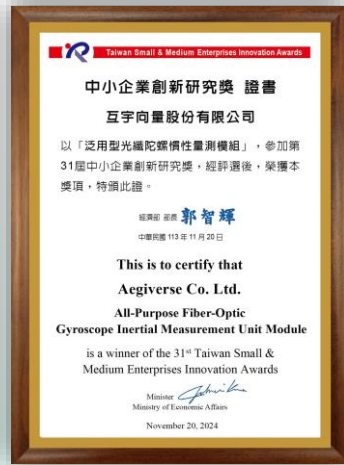 Taiwan Small & Medium Enterprises Innovation Awards
中小企業創新研究獎 證書
互宇向量股份有限公司
以「泛用型光纖陀螺慣性量測模組」，參加第
31屆中小企業創新研究獎，經評選後，榮獲本
獎項，特頒此證。
經濟部 部長 郭智輝
中華民國 113 年 11 月 20 日
This is to certify that
Aegiverse Co. Ltd.
All-Purpose Fiber-Optic
Gyroscope Inertial Measurement Unit Module
is a winner of the 31st Taiwan Small &
Medium Enterprises Innovation Awards
Minister
Ministry of Economic Affairs
November 20, 2024